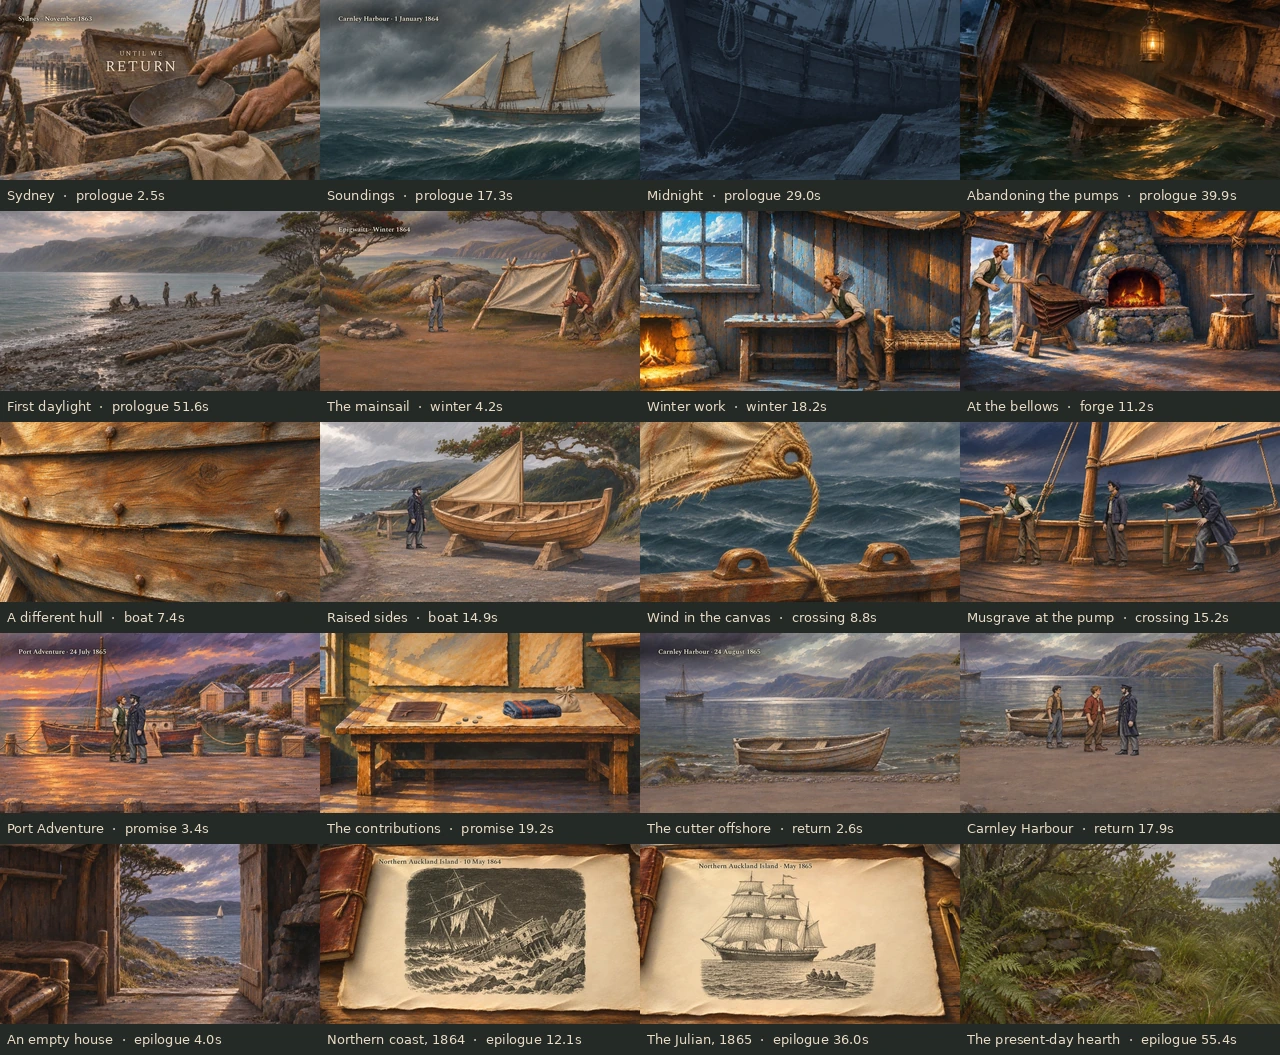 Sydney · November 1863
UNTIL WE
RETURN
Carnley Harbour · 1 January 1864
Sydney · prologue 2.5s
Soundings · prologue 17.3s
Midnight · prologue 29.0s
Abandoning the pumps · prologue 39.9s
Epigwaitt · Winter 1864
First daylight · prologue 51.6s
The mainsail · winter 4.2s
Winter work · winter 18.2s
At the bellows · forge 11.2s
A different hull · boat 7.4s
Raised sides · boat 14.9s
Wind in the canvas · crossing 8.8s
Musgrave at the pump · crossing 15.2s
Port Adventure · 24 July 1865
Carnley Harbour · 24 August 1865
Port Adventure · promise 3.4s
The contributions · promise 19.2s
The cutter offshore · return 2.6s
Carnley Harbour · return 17.9s
Northern Auckland Island · 10 May 1864
Northern Auckland Island · May 1865
An empty house · epilogue 4.0s
Northern coast, 1864 · epilogue 12.1s
The Julian, 1865 · epilogue 36.0s
The present-day hearth · epilogue 55.4s